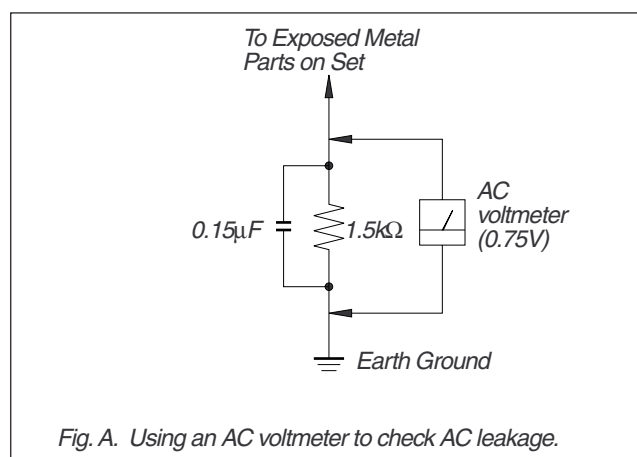 To Exposed Metal
Parts on Set
0.15μF
1.5kΩ
AC
voltmeter
(0.75V)
Earth Ground
Fig. A. Using an AC voltmeter to check AC leakage.